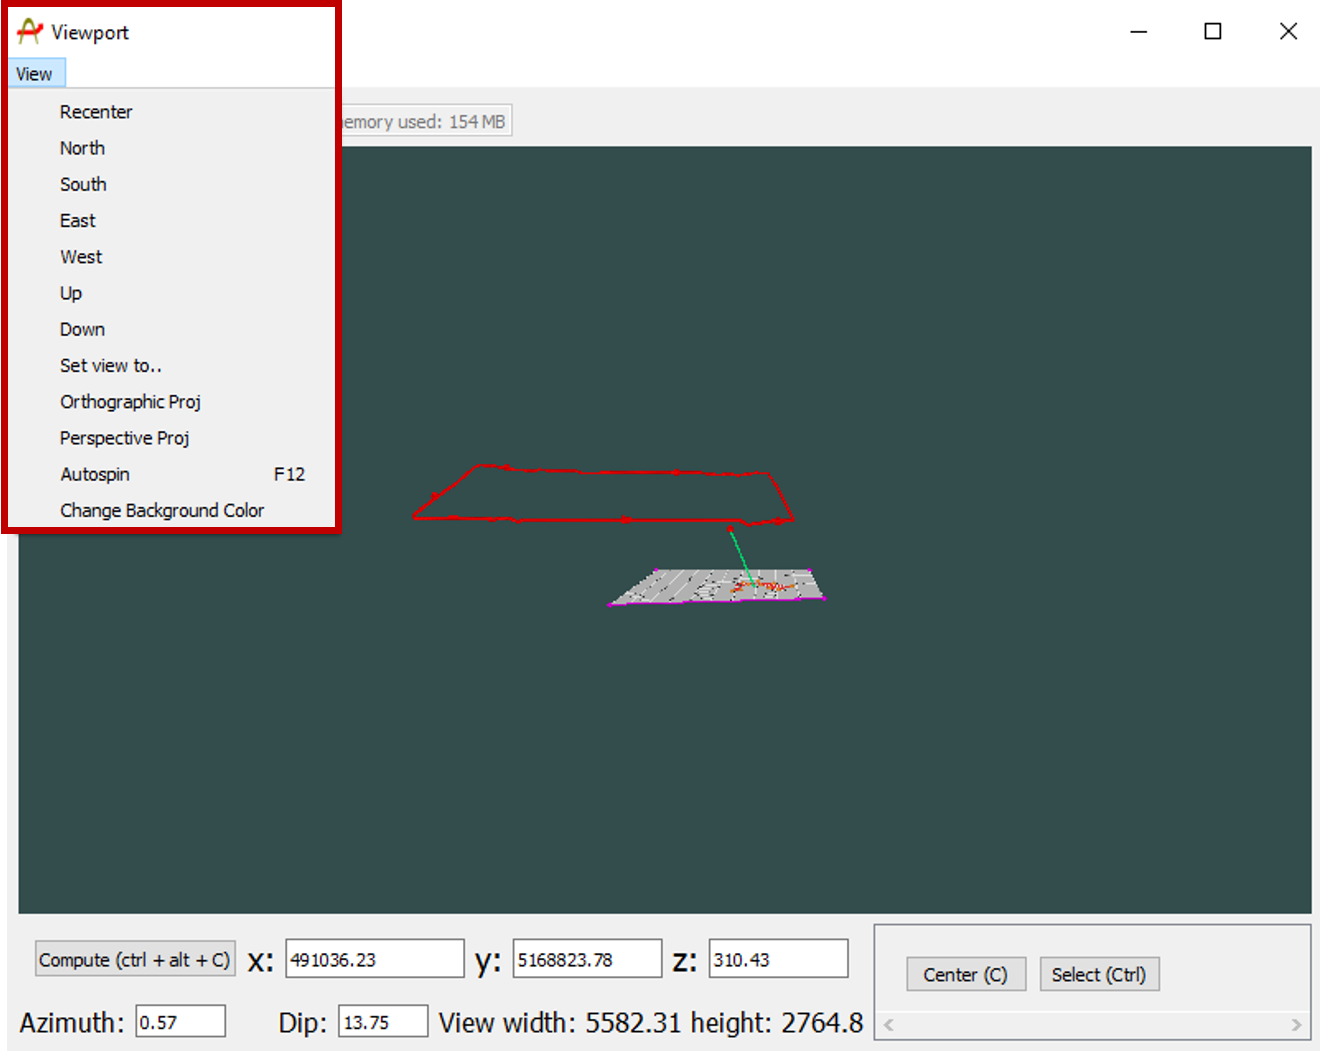 Viewport
View
Recenter
North
South
East
West
Up
Down
Set view to..
Orthographic Proj
Perspective Proj
Autospin F12
Change Background Color
used: 154 MB
Compute (ctrl + alt + C) x: 491036.23 y: 5168823.78 z: 310.43
Center (C) Select (Ctrl)
Azimuth: 0.57 Dip: 13.75 View width: 5582.31 height: 2764.8